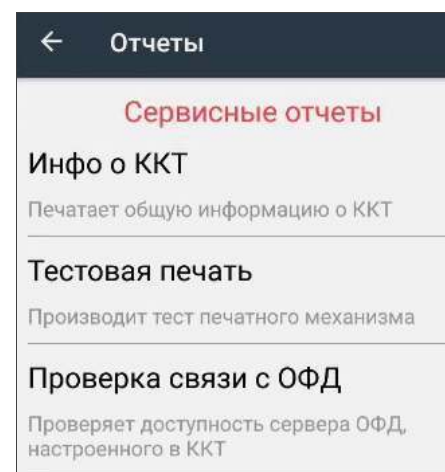 Отчеты
Сервисные отчеты
Инфо о ККТ
Печатает общую информацию о ККТ
Тестовая печать
Производит тест печатного механизма
Проверка связи с ОФД
Проверяет доступность сервера ОФД,
настроенного в ККТ